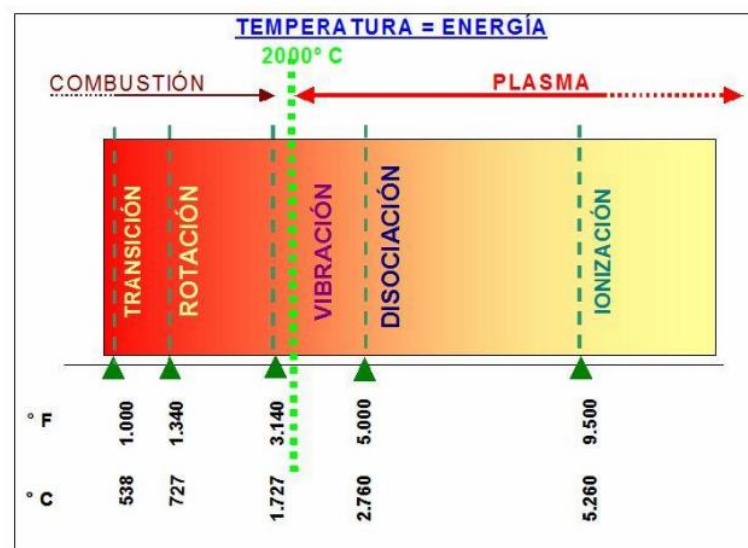 TEMPERATURA = ENERGÍA
2000º C
COMBUSTIÓN
PLASMA
TRANSICIÓN
ROTACIÓN
VIBRACIÓN
DISOCIACIÓN
IONIZACIÓN
º F 1.000 1.340 3.140 5.000 9.500
º C 538 727 1.727 2.760 5.260